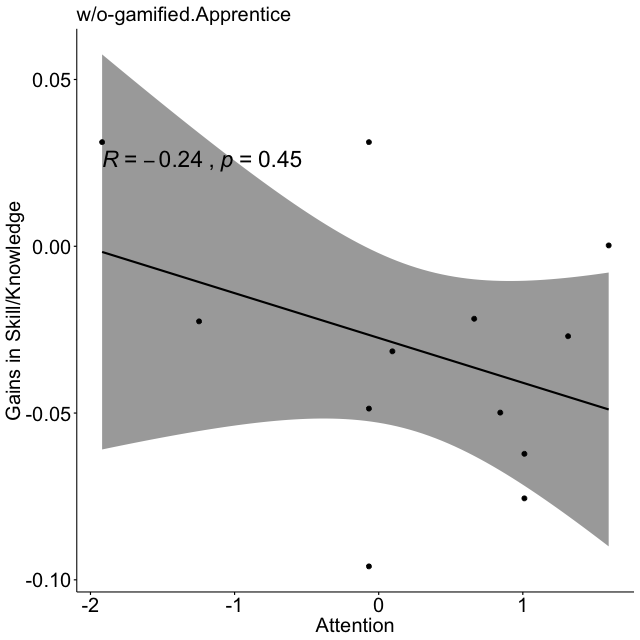 w/o-gamified.Apprentice
R = −0.24 , p = 0.45
Gains in Skill/Knowledge
0.05
0.00
-0.05
-0.10
-2 -1 0 1
Attention